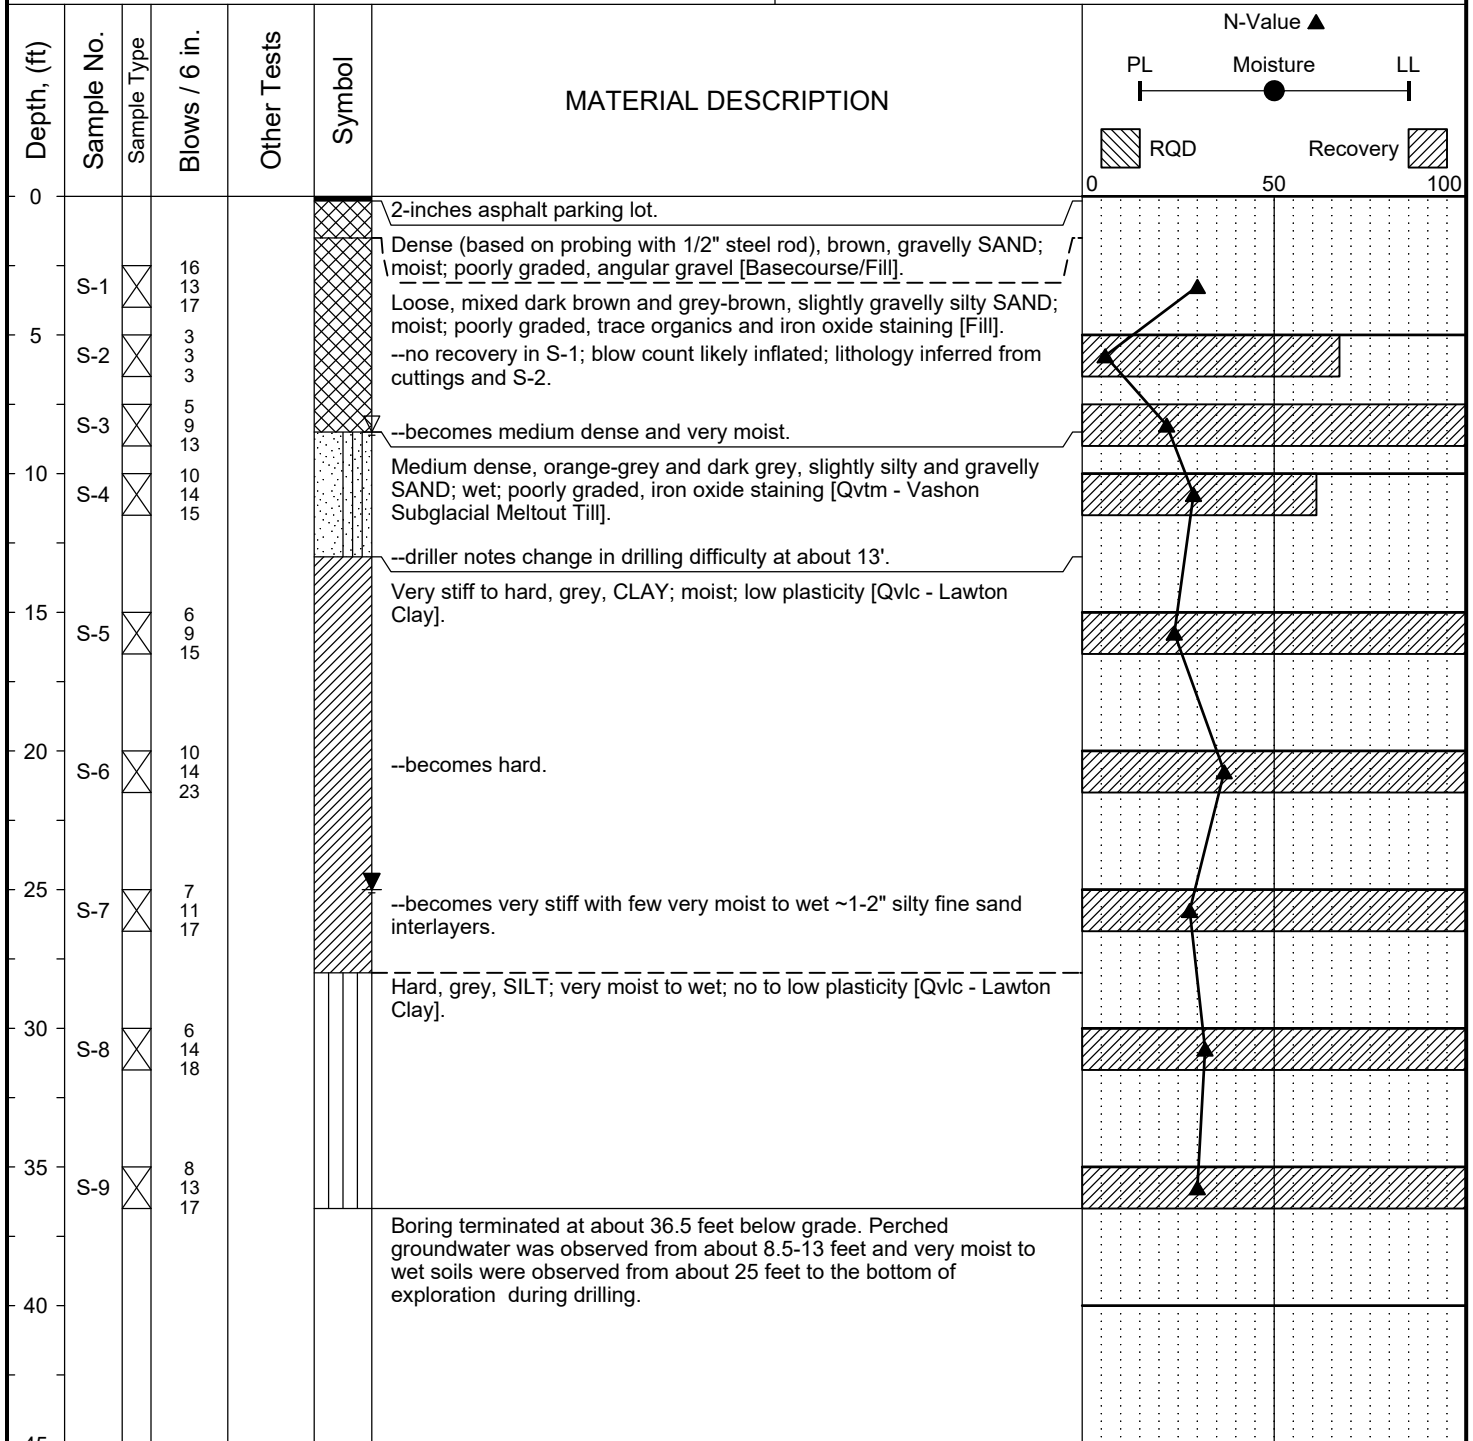 Depth, (ft)
Sample No.
Sample Type
Blows / 6 in.
Other Tests
Symbol
MATERIAL DESCRIPTION
N-Value ▲
PL Moisture LL
RQD Recovery
0 50 100
0
2-inches asphalt parking lot.
Dense (based on probing with 1/2" steel rod), brown, gravelly SAND;
moist; poorly graded, angular gravel [Basecourse/Fill].
S-1
16
13
17
Loose, mixed dark brown and grey-brown, slightly gravelly silty SAND;
moist; poorly graded, trace organics and iron oxide staining [Fill].
5
S-2
3
3
3
--no recovery in S-1; blow count likely inflated; lithology inferred from
cuttings and S-2.
S-3
5
9
13
--becomes medium dense and very moist.
10
S-4
10
14
15
Medium dense, orange-grey and dark grey, slightly silty and gravelly
SAND; wet; poorly graded, iron oxide staining [Qvtm - Vashon
Subglacial Meltout Till].
--driller notes change in drilling difficulty at about 13'.
Very stiff to hard, grey, CLAY; moist; low plasticity [Qvlc - Lawton
Clay].
15
S-5
6
9
15
20
S-6
10
14
23
--becomes hard.
25
S-7
7
11
17
--becomes very stiff with few very moist to wet ~1-2" silty fine sand
interlayers.
Hard, grey, SILT; very moist to wet; no to low plasticity [Qvlc - Lawton
Clay].
30
S-8
6
14
18
35
S-9
8
13
17
Boring terminated at about 36.5 feet below grade. Perched
groundwater was observed from about 8.5-13 feet and very moist to
wet soils were observed from about 25 feet to the bottom of
exploration during drilling.
40
45